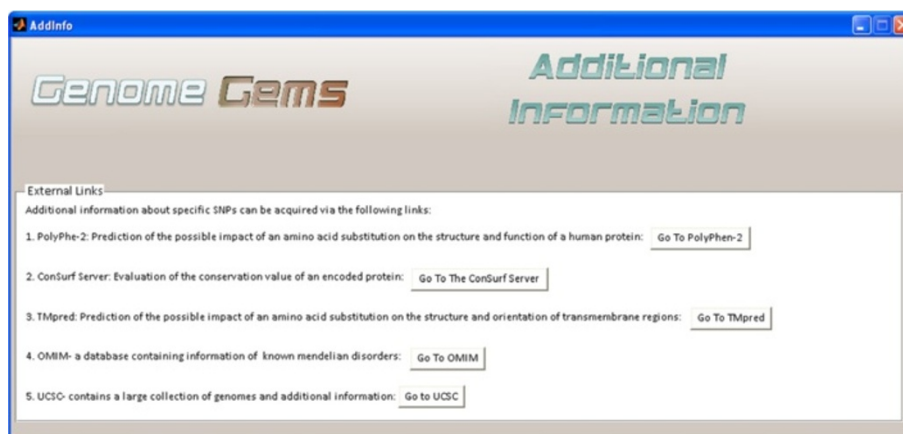 AddInfo
Genome Gems
Additional
Information
External Links
Additional information about specific SNPs can be acquired via the following links:
1. PolyPhe-2: Prediction of the possible impact of an amino acid substitution on the structure and function of a human protein: Go To PolyPhen-2
2. ConSurf Server: Evaluation of the conservation value of an encoded protein: Go To The ConSurf Server
3. TMpred: Prediction of the possible impact of an amino acid substitution on the structure and orientation of transmembrane regions: Go To TMpred
4. OMIM- a database containing information of known mendelian disorders: Go To OMIM
5. UCSC- contains a large collection of genomes and additional information: Go to UCSC